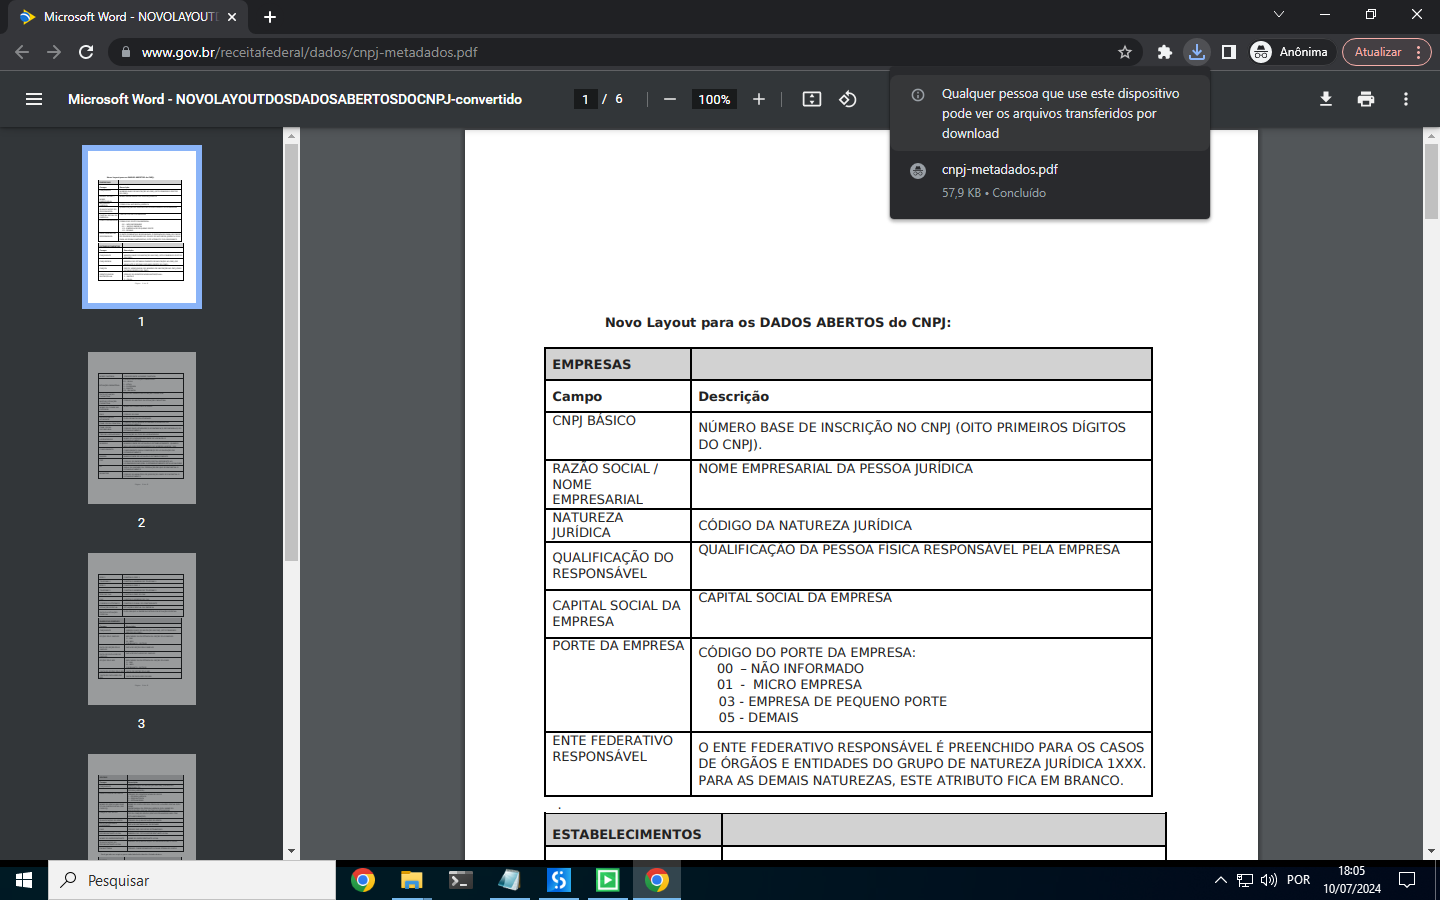 Microsoft Word - NOVOLAYOUTD
www.gov.br/receitafederal/dados/cnpj-metadados.pdf
Anônima
Atualizar
Microsoft Word - NOVOLAYOUTDOSDADOSABERTOSDOCNPJ-convertido
1 / 6
100%
Qualquer pessoa que use este dispositivo
pode ver os arquivos transferidos por
download
cnpj-metadados.pdf
57,9 KB • Concluído
1
2
3
Novo Layout para os DADOS ABERTOS do CNPJ:
EMPRESAS
Campo Descrição
CNPJ BÁSICO
NÚMERO BASE DE INSCRIÇÃO NO CNPJ (OITO PRIMEIROS DÍGITOS
DO CNPJ).
RAZÃO SOCIAL /
NOME
EMPRESARIAL
NOME EMPRESARIAL DA PESSOA JURÍDICA
NATUREZA
JURÍDICA
CÓDIGO DA NATUREZA JURÍDICA
QUALIFICAÇÃO DO
RESPONSÁVEL
QUALIFICAÇÃO DA PESSOA FÍSICA RESPONSÁVEL PELA EMPRESA
CAPITAL SOCIAL DA
EMPRESA
CAPITAL SOCIAL DA EMPRESA
PORTE DA EMPRESA
CÓDIGO DO PORTE DA EMPRESA:
00 – NÃO INFORMADO
01 - MICRO EMPRESA
03 - EMPRESA DE PEQUENO PORTE
05 - DEMAIS
ENTE FEDERATIVO
RESPONSÁVEL
O ENTE FEDERATIVO RESPONSÁVEL É PREENCHIDO PARA OS CASOS
DE ÓRGÃOS E ENTIDADES DO GRUPO DE NATUREZA JURÍDICA 1XXX.
PARA AS DEMAIS NATUREZAS, ESTE ATRIBUTO FICA EM BRANCO.
.
ESTABELECIMENTOS
Pesquisar
POR
18:05
10/07/2024